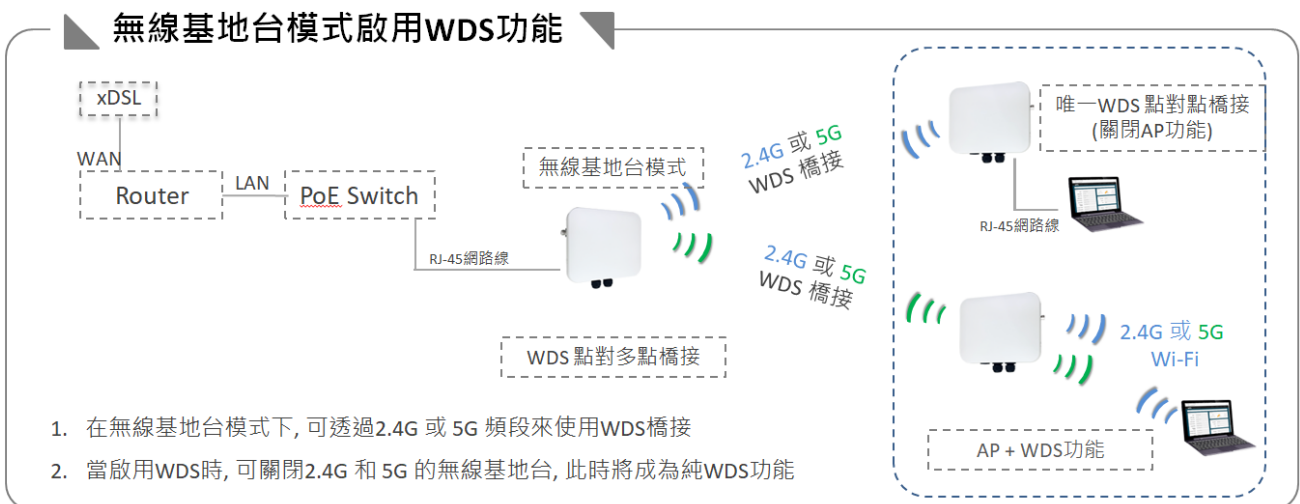 無線基地台模式啟用WDS功能
xDSL
WAN
Router
LAN
PoE Switch
RJ-45網路線
無線基地台模式
2.4G 或 5G
WDS 橋接
2.4G 或 5G
WDS 橋接
WDS 點對多點橋接
唯一WDS 點對點橋接
(關閉AP功能)
RJ-45網路線
2.4G 或 5G
Wi-Fi
AP + WDS功能
1. 在無線基地台模式下, 可透過2.4G 或 5G 頻段來使用WDS橋接
2. 當啟用WDS時, 可關閉2.4G 和 5G 的無線基地台, 此時將成為純WDS功能